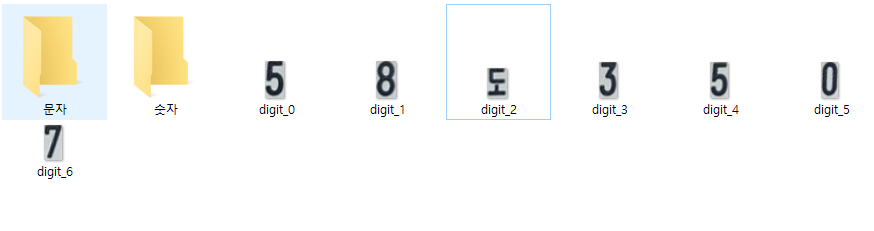 5 8 도 3 5 0
문자 숫자 digit_0 digit_1 digit_2 digit_3 digit_4 digit_5
7
digit_6